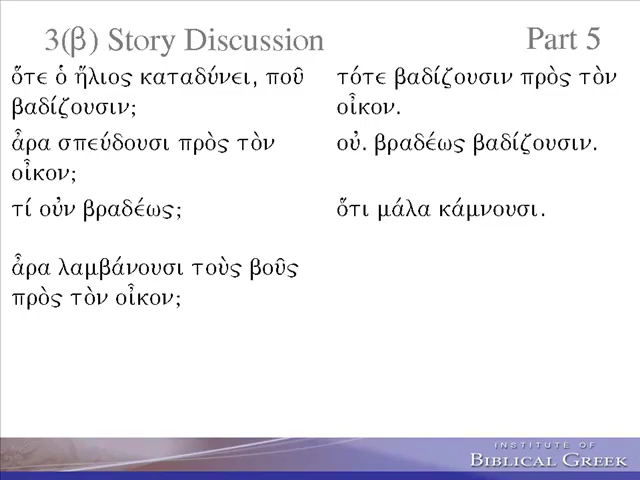 3(β) Story Discussion
Part 5
ὅτε ὁ ἥλιος καταδύνει, ποῦ
βαδίζουσιν;
τότε βαδίζουσιν πρὸς τὸν
οἶκον.
ἆρα σπεύδουσι πρὸς τὸν
οἶκον;
οὐ. βραδέως βαδίζουσιν.
τί οὖν βραδέως;
ὅτι μάλα κάμνουσι.
ἆρα λαμβάνουσι τοὺς βοῦς
πρὸς τὸν οἶκον;
INSTITUTE OF
BIBLICAL GREEK